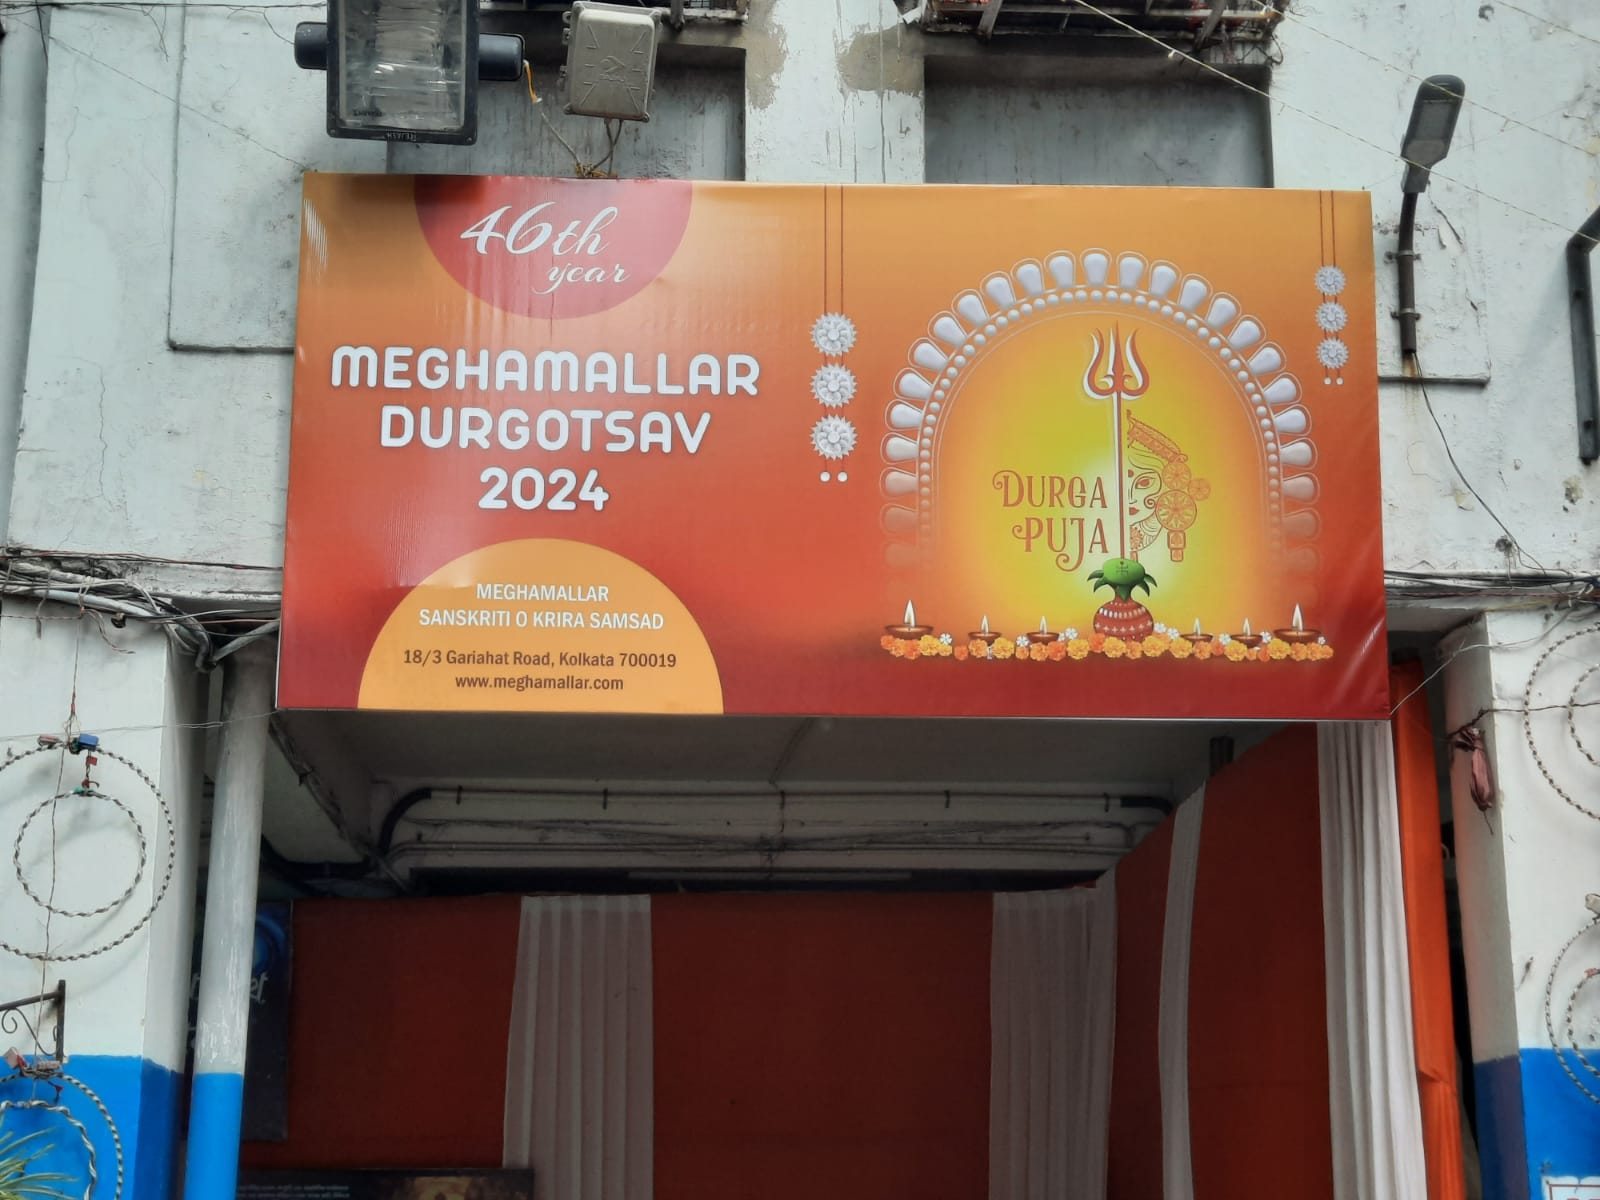 46th
year
MEGHAMALLAR
DURGOTSAV
2024
MEGHAMALLAR
SANSKRITI O KRIRA SAMSAD
18/3 Gariahat Road, Kolkata 700019
www.meghamallar.com
DURGA
PUJA